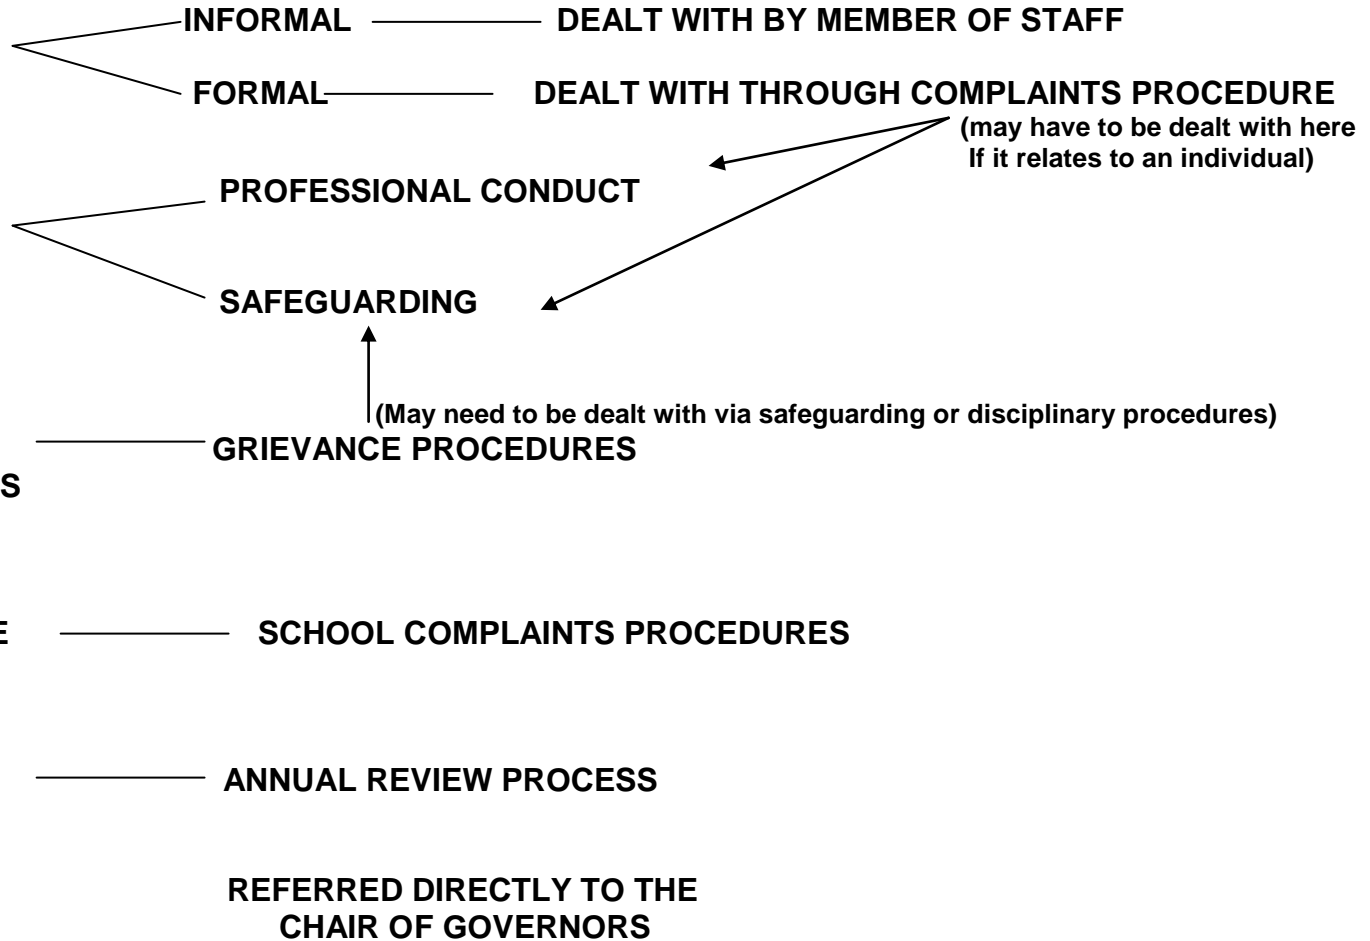 INFORMAL DEALT WITH BY MEMBER OF STAFF
FORMAL DEALT WITH THROUGH COMPLAINTS PROCEDURE
(may have to be dealt with here
If it relates to an individual)
PROFESSIONAL CONDUCT
SAFEGUARDING
(May need to be dealt with via safeguarding or disciplinary procedures)
GRIEVANCE PROCEDURES
S
E SCHOOL COMPLAINTS PROCEDURES
ANNUAL REVIEW PROCESS
REFERRED DIRECTLY TO THE
CHAIR OF GOVERNORS